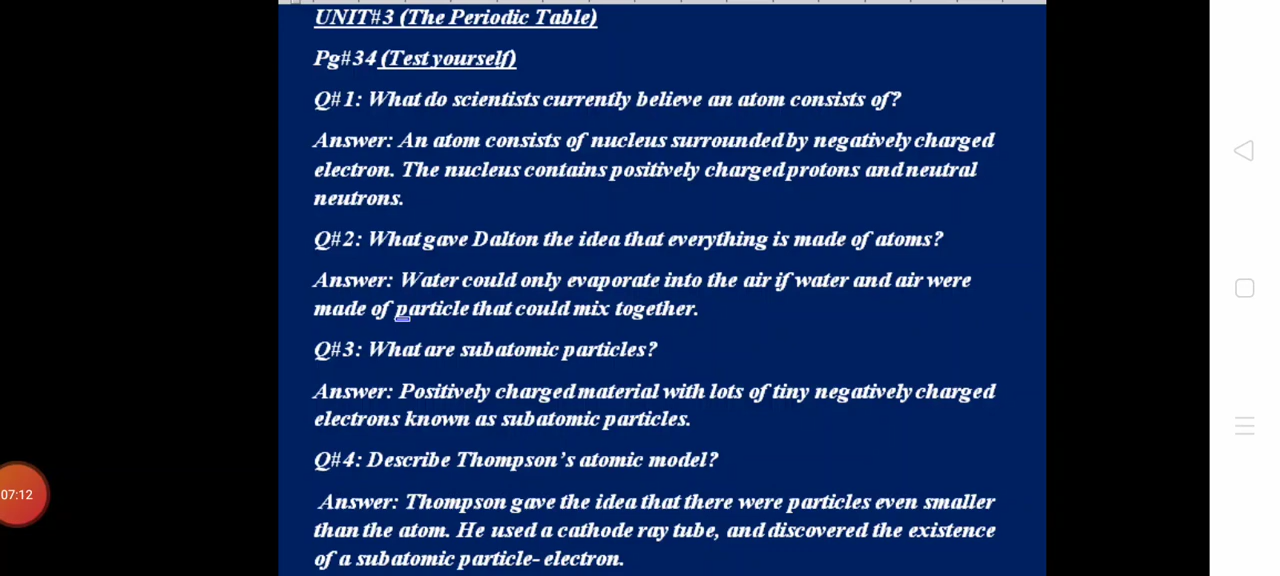 UNIT#3 (The Periodic Table)
Pg#34 (Test yourself)
Q#1: What do scientists currently believe an atom consists of?
Answer: An atom consists of nucleus surrounded by negatively charged
electron. The nucleus contains positively charged protons and neutral
neutrons.
Q#2: What gave Dalton the idea that everything is made of atoms?
Answer: Water could only evaporate into the air if water and air were
made of particle that could mix together.
Q#3: What are subatomic particles?
Answer: Positively charged material with lots of tiny negatively charged
electrons known as subatomic particles.
Q#4: Describe Thompson's atomic model?
Answer: Thompson gave the idea that there were particles even smaller
than the atom. He used a cathode ray tube, and discovered the existence
of a subatomic particle- electron.
07:12